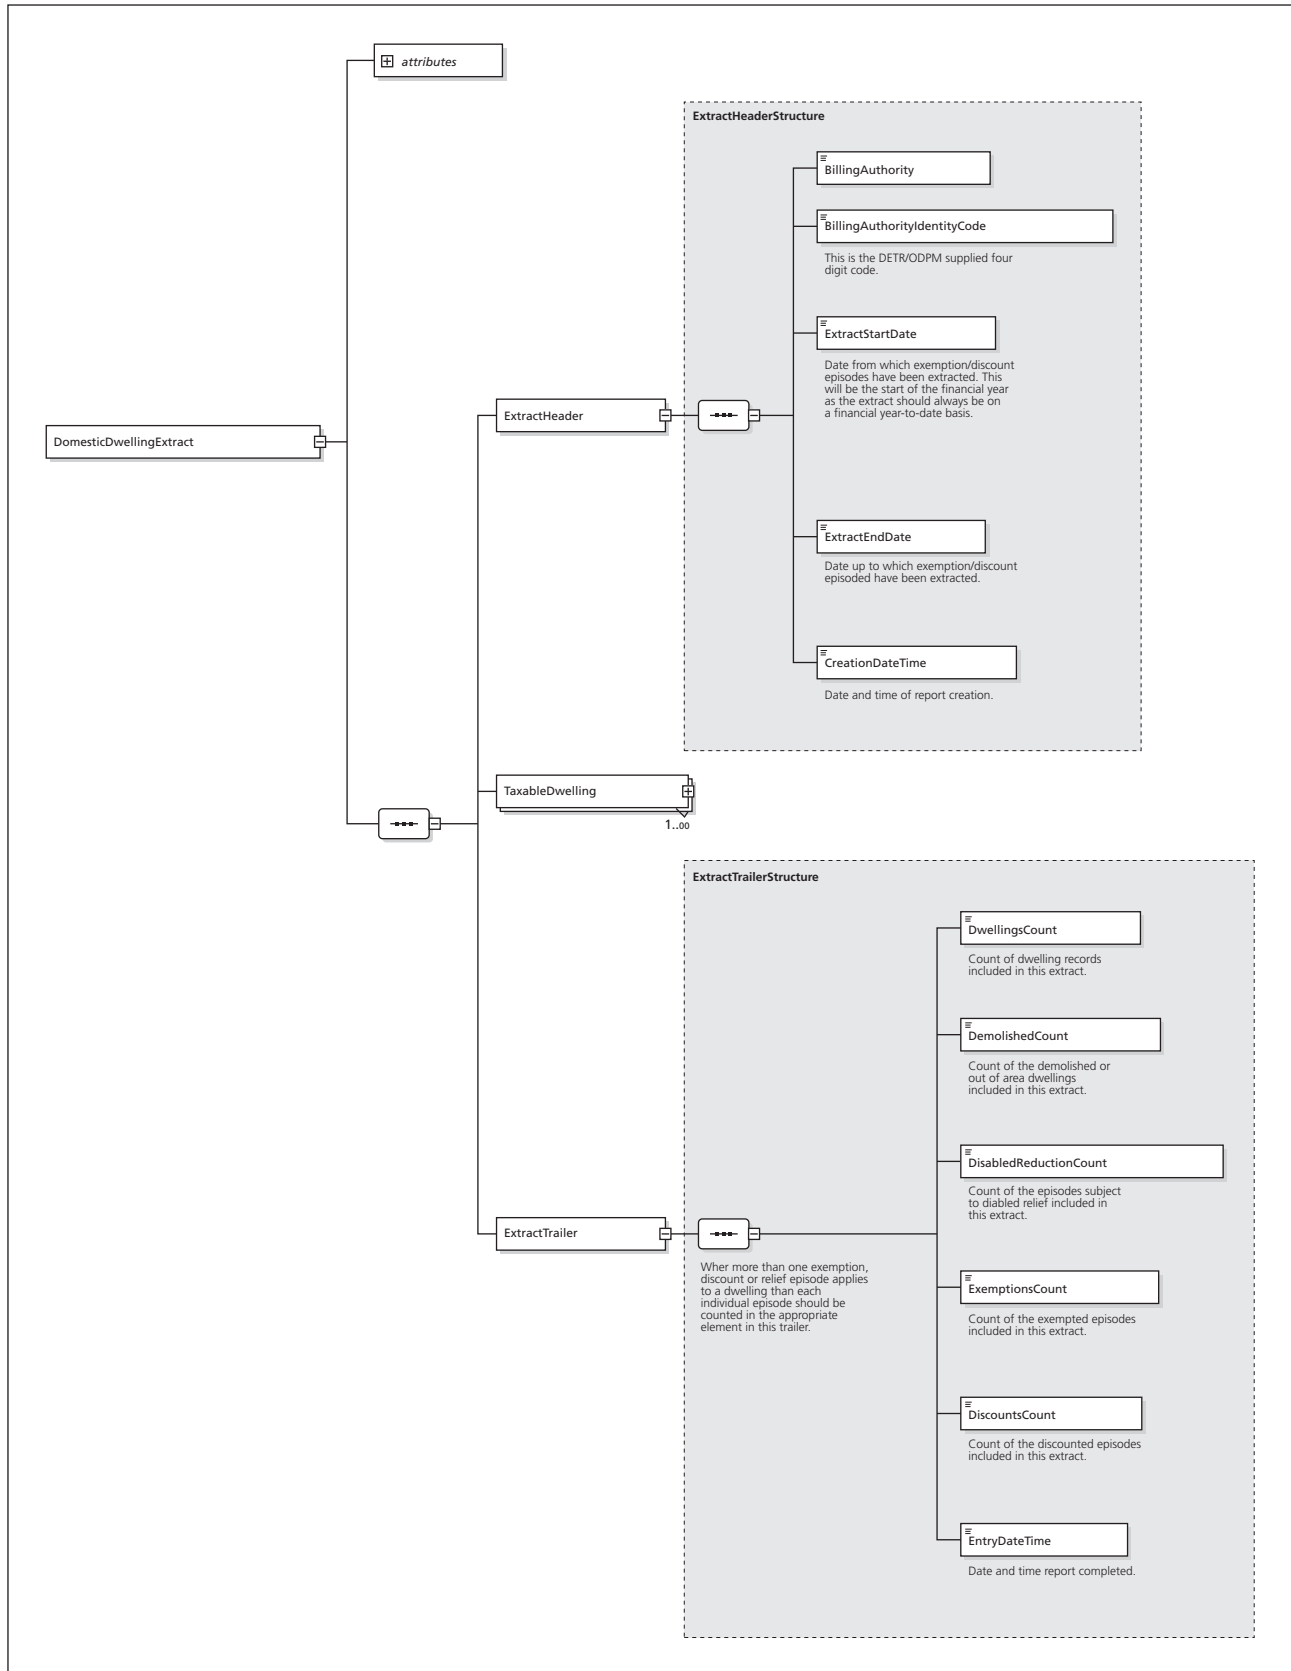 attributes
ExtractHeaderStructure
BillingAuthority
BillingAuthorityIdentityCode
This is the DETR/ODPM supplied four
digit code.
ExtractStartDate
Date from which exemption/discount
episodes have been extracted. This
will be the start of the financial year
as the extract should always be on
a financial year-to-date basis.
ExtractHeader
DomesticDwellingExtract
ExtractEndDate
Date up to which exemption/discount
episoded have been extracted.
CreationDateTime
Date and time of report creation.
TaxableDwelling
1..00
ExtractTrailerStructure
DwellingsCount
Count of dwelling records
included in this extract.
DemolishedCount
Count of the demolished or
out of area dwellings
included in this extract.
DisabledReductionCount
Count of the episodes subject
to diabled relief included in
this extract.
ExtractTrailer
Wher more than one exemption,
discount or relief episode applies
to a dwelling than each
individual episode should be
counted in the appropriate
element in this trailer.
ExemptionsCount
Count of the exempted episodes
included in this extract.
DiscountsCount
Count of the discounted episodes
included in this extract.
EntryDateTime
Date and time report completed.